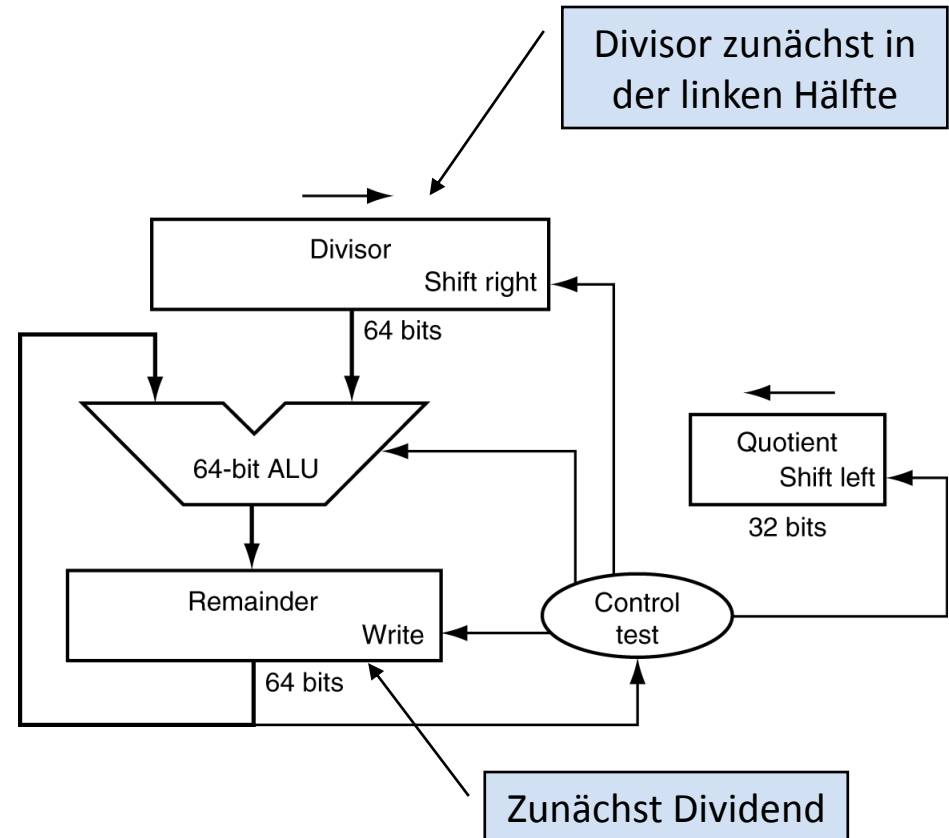 Divisor zunächst in
der linken Hälfte
Divisor
Shift right
64 bits
64-bit ALU
Quotient
Shift left
32 bits
Remainder
Write
Control
test
64 bits
Zunächst Dividend